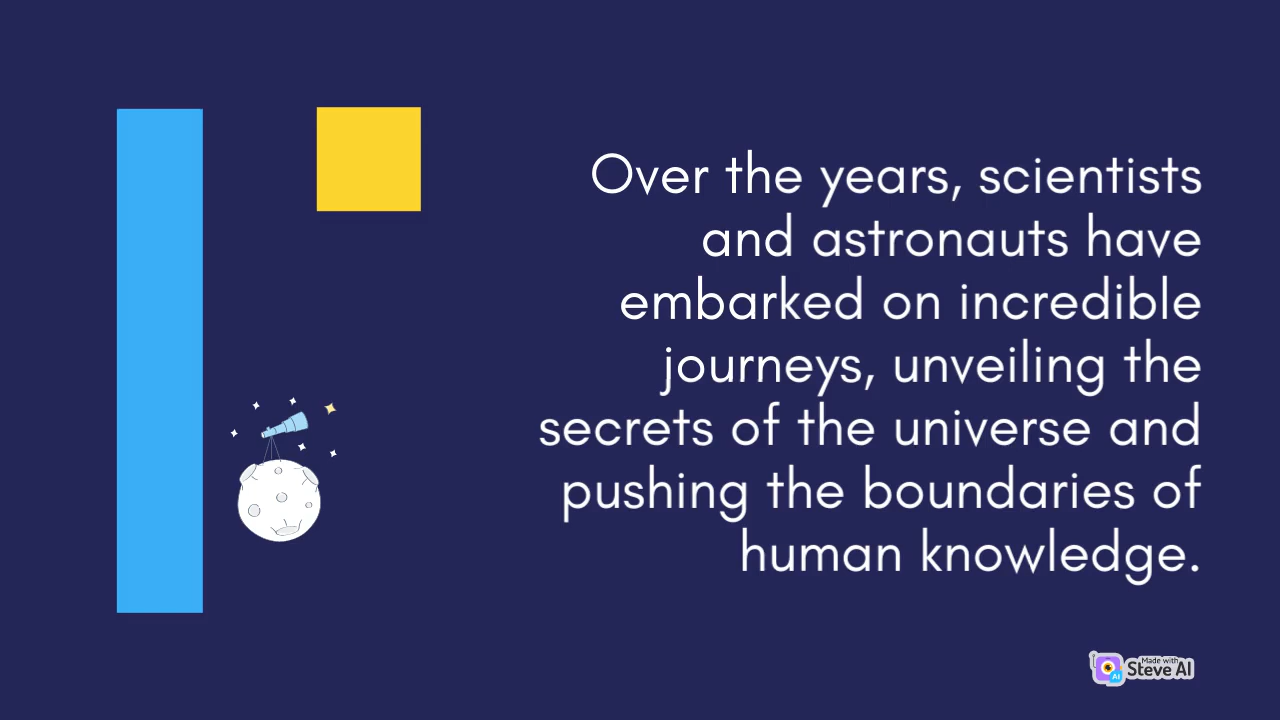 Over the years, scientists
and astronauts have
embarked on incredible
journeys, unveiling the
secrets of the universe and
pushing the boundaries of
human knowledge.
Made with
Steve AI
AI